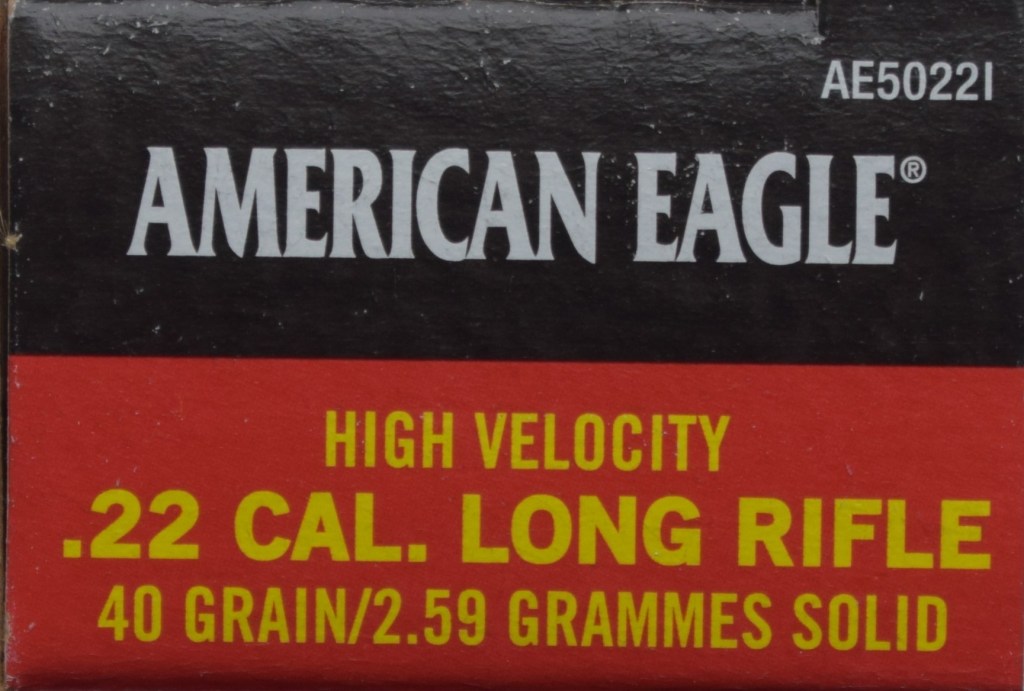 AE5022I
AMERICAN EAGLE®
HIGH VELOCITY
.22 CAL. LONG RIFLE
40 GRAIN/2.59 GRAMMES SOLID